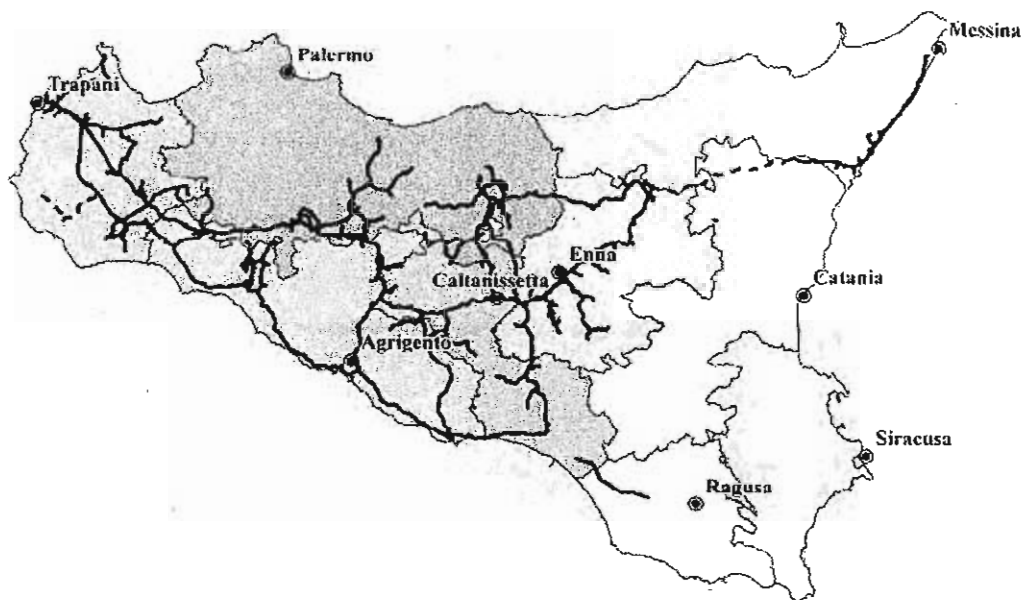 Messina
Palermo
Trapani
Enna
Caltanissetta
Catania
Agrigento
Siracusa
Ragusa